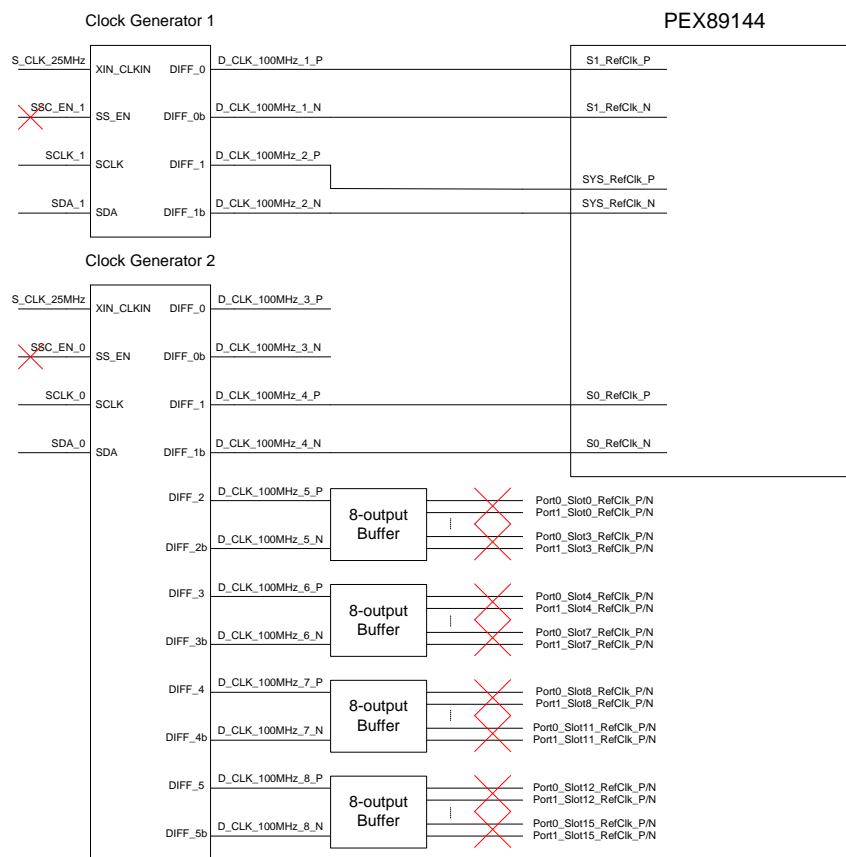 Clock Generator 1
PEX89144
S_CLK_25MHz
XIN_CLKIN
DIFF_0
D_CLK_100MHz_1_P
S1_RefClk_P
SSC_EN_1
SS_EN
DIFF_0b
D_CLK_100MHz_1_N
S1_RefClk_N
SCLK_1
SCLK
DIFF_1
D_CLK_100MHz_2_P
SYS_RefClk_P
SDA_1
SDA
DIFF_1b
D_CLK_100MHz_2_N
SYS_RefClk_N
Clock Generator 2
S_CLK_25MHz
XIN_CLKIN
DIFF_0
D_CLK_100MHz_3_P
SSC_EN_0
SS_EN
DIFF_0b
D_CLK_100MHz_3_N
SCLK_0
SCLK
DIFF_1
D_CLK_100MHz_4_P
S0_RefClk_P
SDA_0
SDA
DIFF_1b
D_CLK_100MHz_4_N
S0_RefClk_N
DIFF_2
D_CLK_100MHz_5_P
8-output
Buffer
Port0_Slot0_RefClk_P/N
Port1_Slot0_RefClk_P/N
DIFF_2b
D_CLK_100MHz_5_N
Port0_Slot3_RefClk_P/N
Port1_Slot3_RefClk_P/N
DIFF_3
D_CLK_100MHz_6_P
8-output
Buffer
Port0_Slot4_RefClk_P/N
Port1_Slot4_RefClk_P/N
DIFF_3b
D_CLK_100MHz_6_N
Port0_Slot7_RefClk_P/N
Port1_Slot7_RefClk_P/N
DIFF_4
D_CLK_100MHz_7_P
8-output
Buffer
Port0_Slot8_RefClk_P/N
Port1_Slot8_RefClk_P/N
DIFF_4b
D_CLK_100MHz_7_N
Port0_Slot11_RefClk_P/N
Port1_Slot11_RefClk_P/N
DIFF_5
D_CLK_100MHz_8_P
8-output
Buffer
Port0_Slot12_RefClk_P/N
Port1_Slot12_RefClk_P/N
DIFF_5b
D_CLK_100MHz_8_N
Port0_Slot15_RefClk_P/N
Port1_Slot15_RefClk_P/N